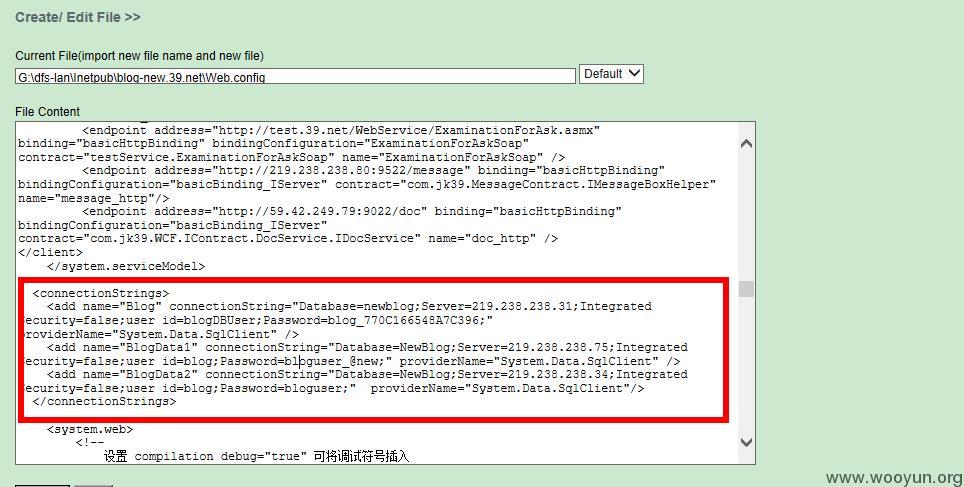 Create/ Edit File >>
Current File(import new file name and new file)
G:\dfs-lan\Inetpub\blog-new.39.net\Web.config
Default
File Content
<endpoint address="http://test.39.net/WebService/ExaminationForAsk.asmx"
binding="basicHttpBinding" bindingConfiguration="ExaminationForAskSoap"
contract="testService.ExaminationForAskSoap" name="ExaminationForAskSoap" />
<endpoint address="http://219.238.238.80:9522/message" binding="basicHttpBinding"
bindingConfiguration="basicBinding_IServer" contract="com.jk39.MessageContract.IMessageBoxHelper"
name="message_http"/>
<endpoint address="http://59.42.249.79:9022/doc" binding="basicHttpBinding"
bindingConfiguration="basicBinding_IServer"
contract="com.jk39.WCF.IContract.DocService.IDocService" name="doc_http" />
</client>
</system.serviceModel>
<connectionStrings>
<add name="Blog" connectionString="Database=newblog;Server=219.238.238.31;Integrated
Security=false;user id=blogDBUser;Password=blog_770C166548A7C396;"
providerName="System.Data.SqlClient" />
<add name="BlogData1" connectionString="Database=NewBlog;Server=219.238.238.75;Integrated
Security=false;user id=blog;Password=bloguser_@new;" providerName="System.Data.SqlClient" />
<add name="BlogData2" connectionString="Database=NewBlog;Server=219.238.238.34;Integrated
Security=false;user id=blog;Password=bloguser;" providerName="System.Data.SqlClient"/>
</connectionStrings>
<system.web>
<!--
设置 compilation debug="true" 可将调试符号插入
www.wooyun.org